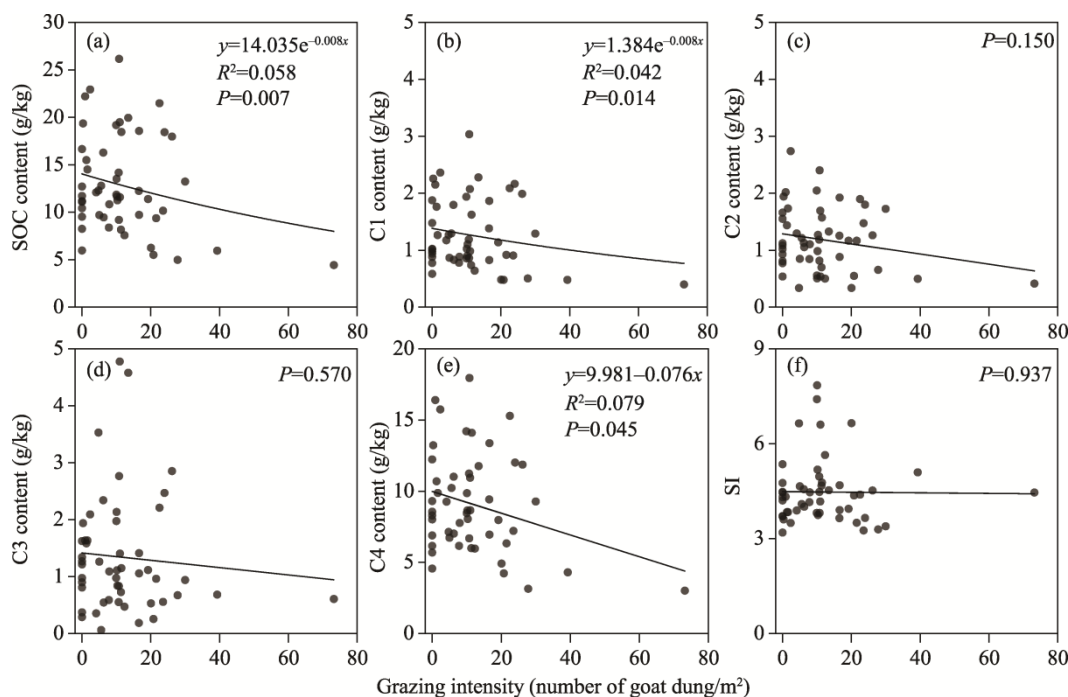 (a)
y=14.035e^−0.008x
R²=0.058
P=0.007
SOC content (g/kg)
30
25
20
15
10
5
0
0 20 40 60 80
(b)
y=1.384e^−0.008x
R²=0.042
P=0.014
C1 content (g/kg)
5
4
3
2
1
0
0 20 40 60 80
(c)
P=0.150
C2 content (g/kg)
5
4
3
2
1
0
0 20 40 60 80
(d)
P=0.570
C3 content (g/kg)
5
4
3
2
1
0
0 20 40 60 80
(e)
y=9.981−0.076x
R²=0.079
P=0.045
C4 content (g/kg)
20
15
10
5
0
0 20 40 60 80
(f)
P=0.937
SI
9
6
3
0
0 20 40 60 80
Grazing intensity (number of goat dung/m²)